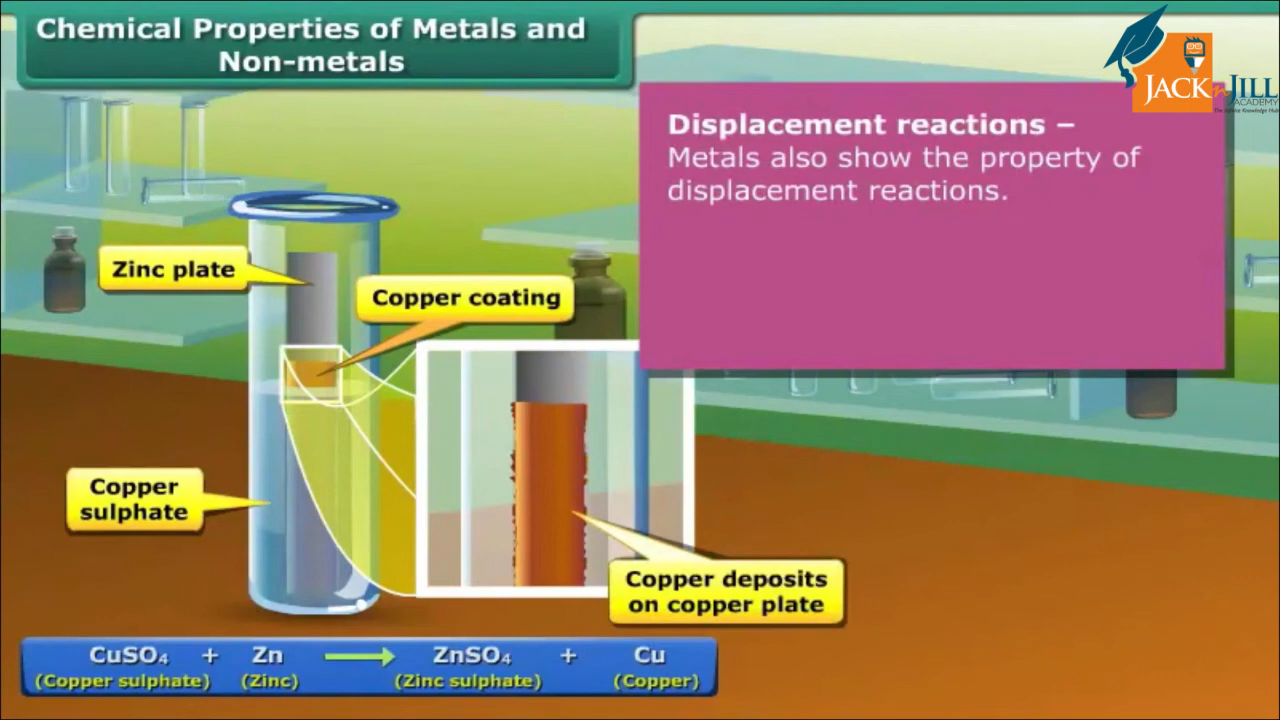 Chemical Properties of Metals and
Non-metals
JACK n JILL
ACADEMY
Displacement reactions –
Metals also show the property of
displacement reactions.
Zinc plate
Copper coating
Copper
sulphate
Copper deposits
on copper plate
CuSO₄ + Zn → ZnSO₄ + Cu
(Copper sulphate) (Zinc) (Zinc sulphate) (Copper)